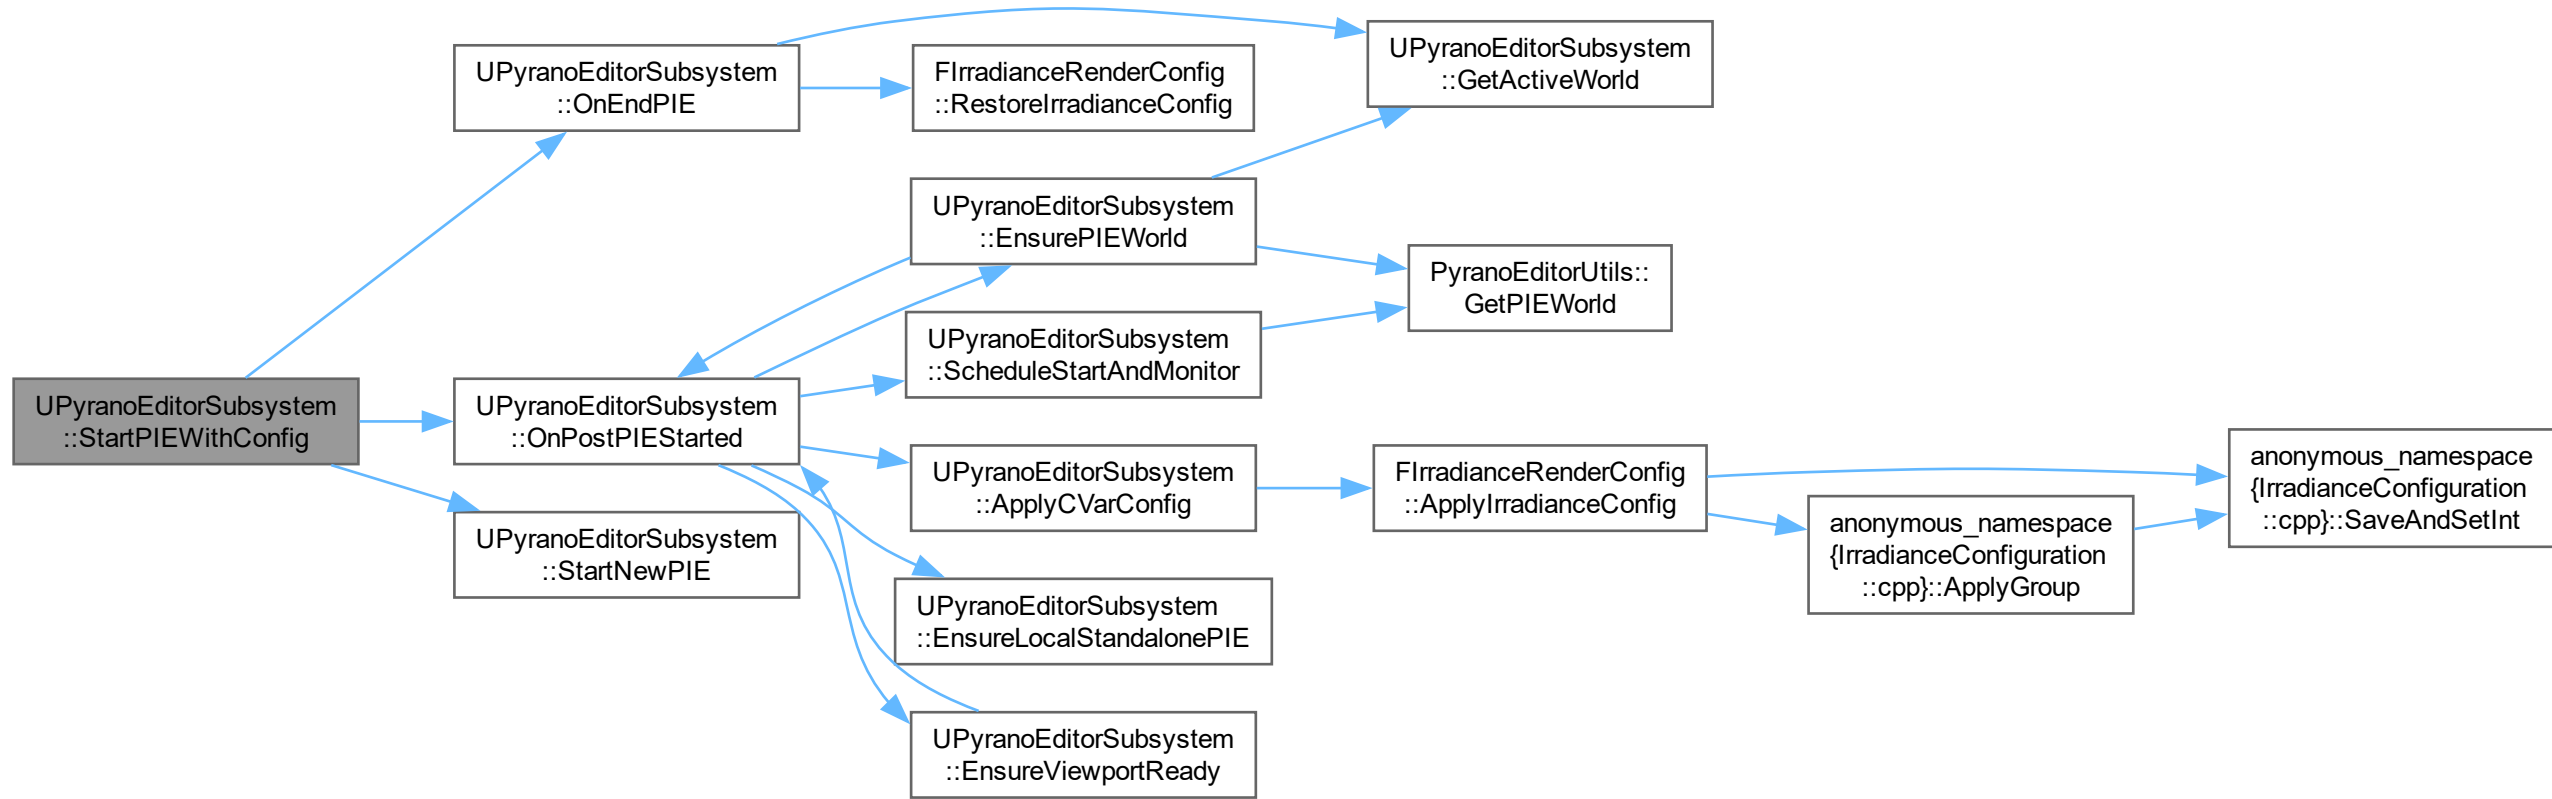 UPyranoEditorSubsystem
::StartPIEWithConfig
UPyranoEditorSubsystem
::OnEndPIE
FIrradianceRenderConfig
::RestoreIrradianceConfig
UPyranoEditorSubsystem
::GetActiveWorld
UPyranoEditorSubsystem
::OnPostPIEStarted
UPyranoEditorSubsystem
::EnsurePIEWorld
PyranoEditorUtils::
GetPIEWorld
UPyranoEditorSubsystem
::ScheduleStartAndMonitor
UPyranoEditorSubsystem
::ApplyCVarConfig
FIrradianceRenderConfig
::ApplyIrradianceConfig
anonymous_namespace
{IrradianceConfiguration
::cpp}::SaveAndSetInt
anonymous_namespace
{IrradianceConfiguration
::cpp}::ApplyGroup
UPyranoEditorSubsystem
::EnsureLocalStandalonePIE
UPyranoEditorSubsystem
::EnsureViewportReady
UPyranoEditorSubsystem
::StartNewPIE